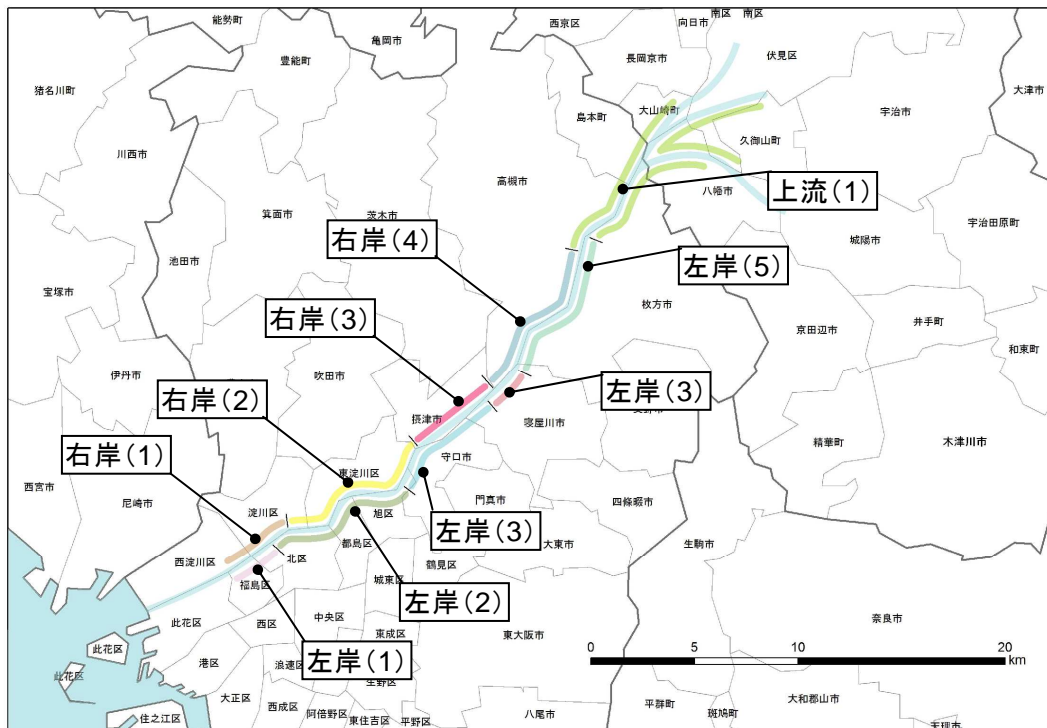 能勢町
亀岡市
西京区
向日市
南区
南区
豊能町
長岡京市
伏見区
猪名川町
大山崎町
島本町
宇治市
大津市
川西市
久御山町
高槻市
八幡市
上流(1)
箕面市
茨木市
宇治田原町
右岸(4)
城陽市
池田市
左岸(5)
宝塚市
枚方市
右岸(3)
京田辺市
井手町
和束町
伊丹市
吹田市
右岸(2)
左岸(3)
摂津市
寝屋川市
精華町
木津川市
右岸(1)
守口市
西宮市
尼崎市
東淀川区
門真市
四條畷市
淀川区
旭区
左岸(3)
西淀川区
北区
都島区
大東市
生駒市
鶴見区
福島区
城東区
左岸(2)
此花区
西区
中央区
東成区
東大阪市
奈良市
此花区
港区
浪速区
左岸(1)
生野区
0
5
10
20
km
此花区
大正区
西成区
阿倍野区
東住吉区
平野区
八尾市
平群町
斑鳩町
大和郡山市
天理市
住之江区